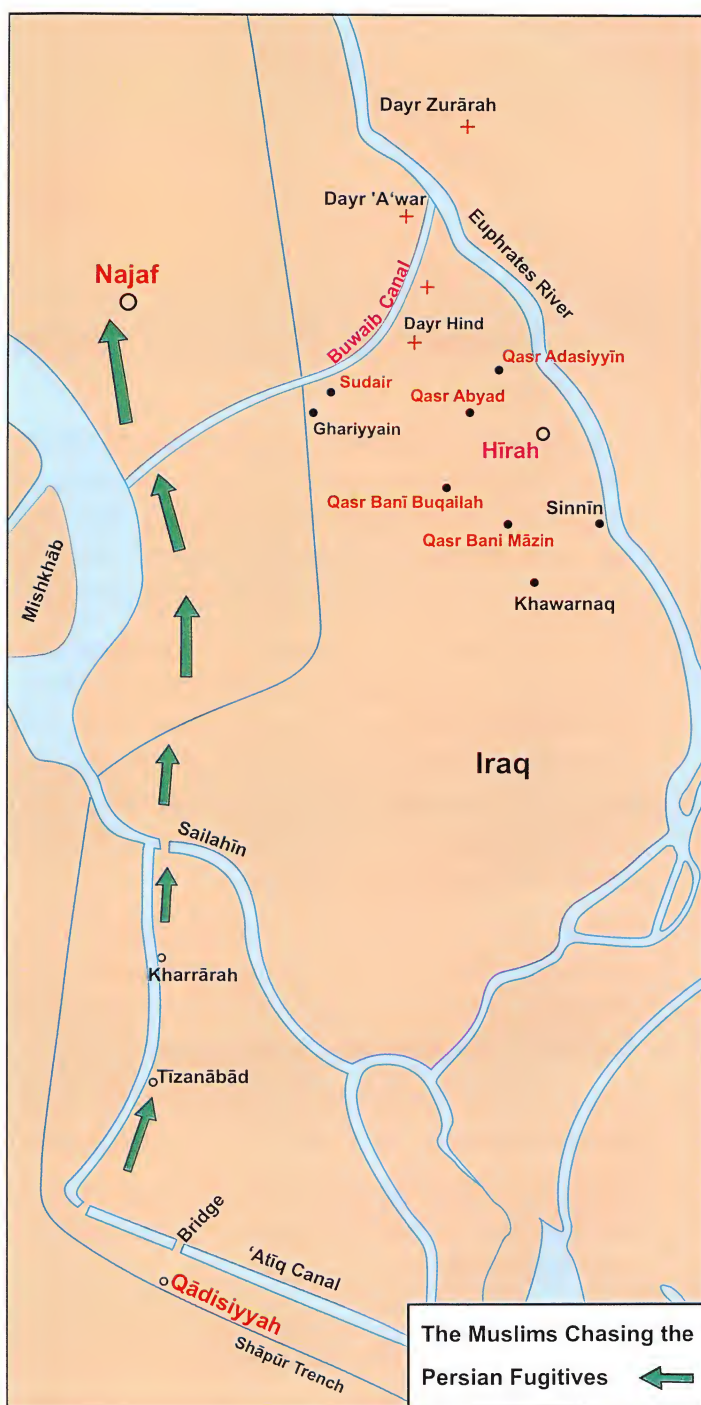 Dayr Zurārah
Dayr 'A‘war
Euphrates River
Najaf
Buwaib Canal
Dayr Hind
Qasr Adasiyyīn
Sudair
Qasr Abyad
Ghariyyain
Hīrah
Qasr Banī Buqailah
Sinnīn
Qasr Bani Māzin
Mishkhāb
Khawarnaq
Iraq
Sailahīn
Kharrārah
Tīzanābād
Bridge
‘Atīq Canal
Qādisiyyah
Shāpūr Trench
The Muslims Chasing the
Persian Fugitives